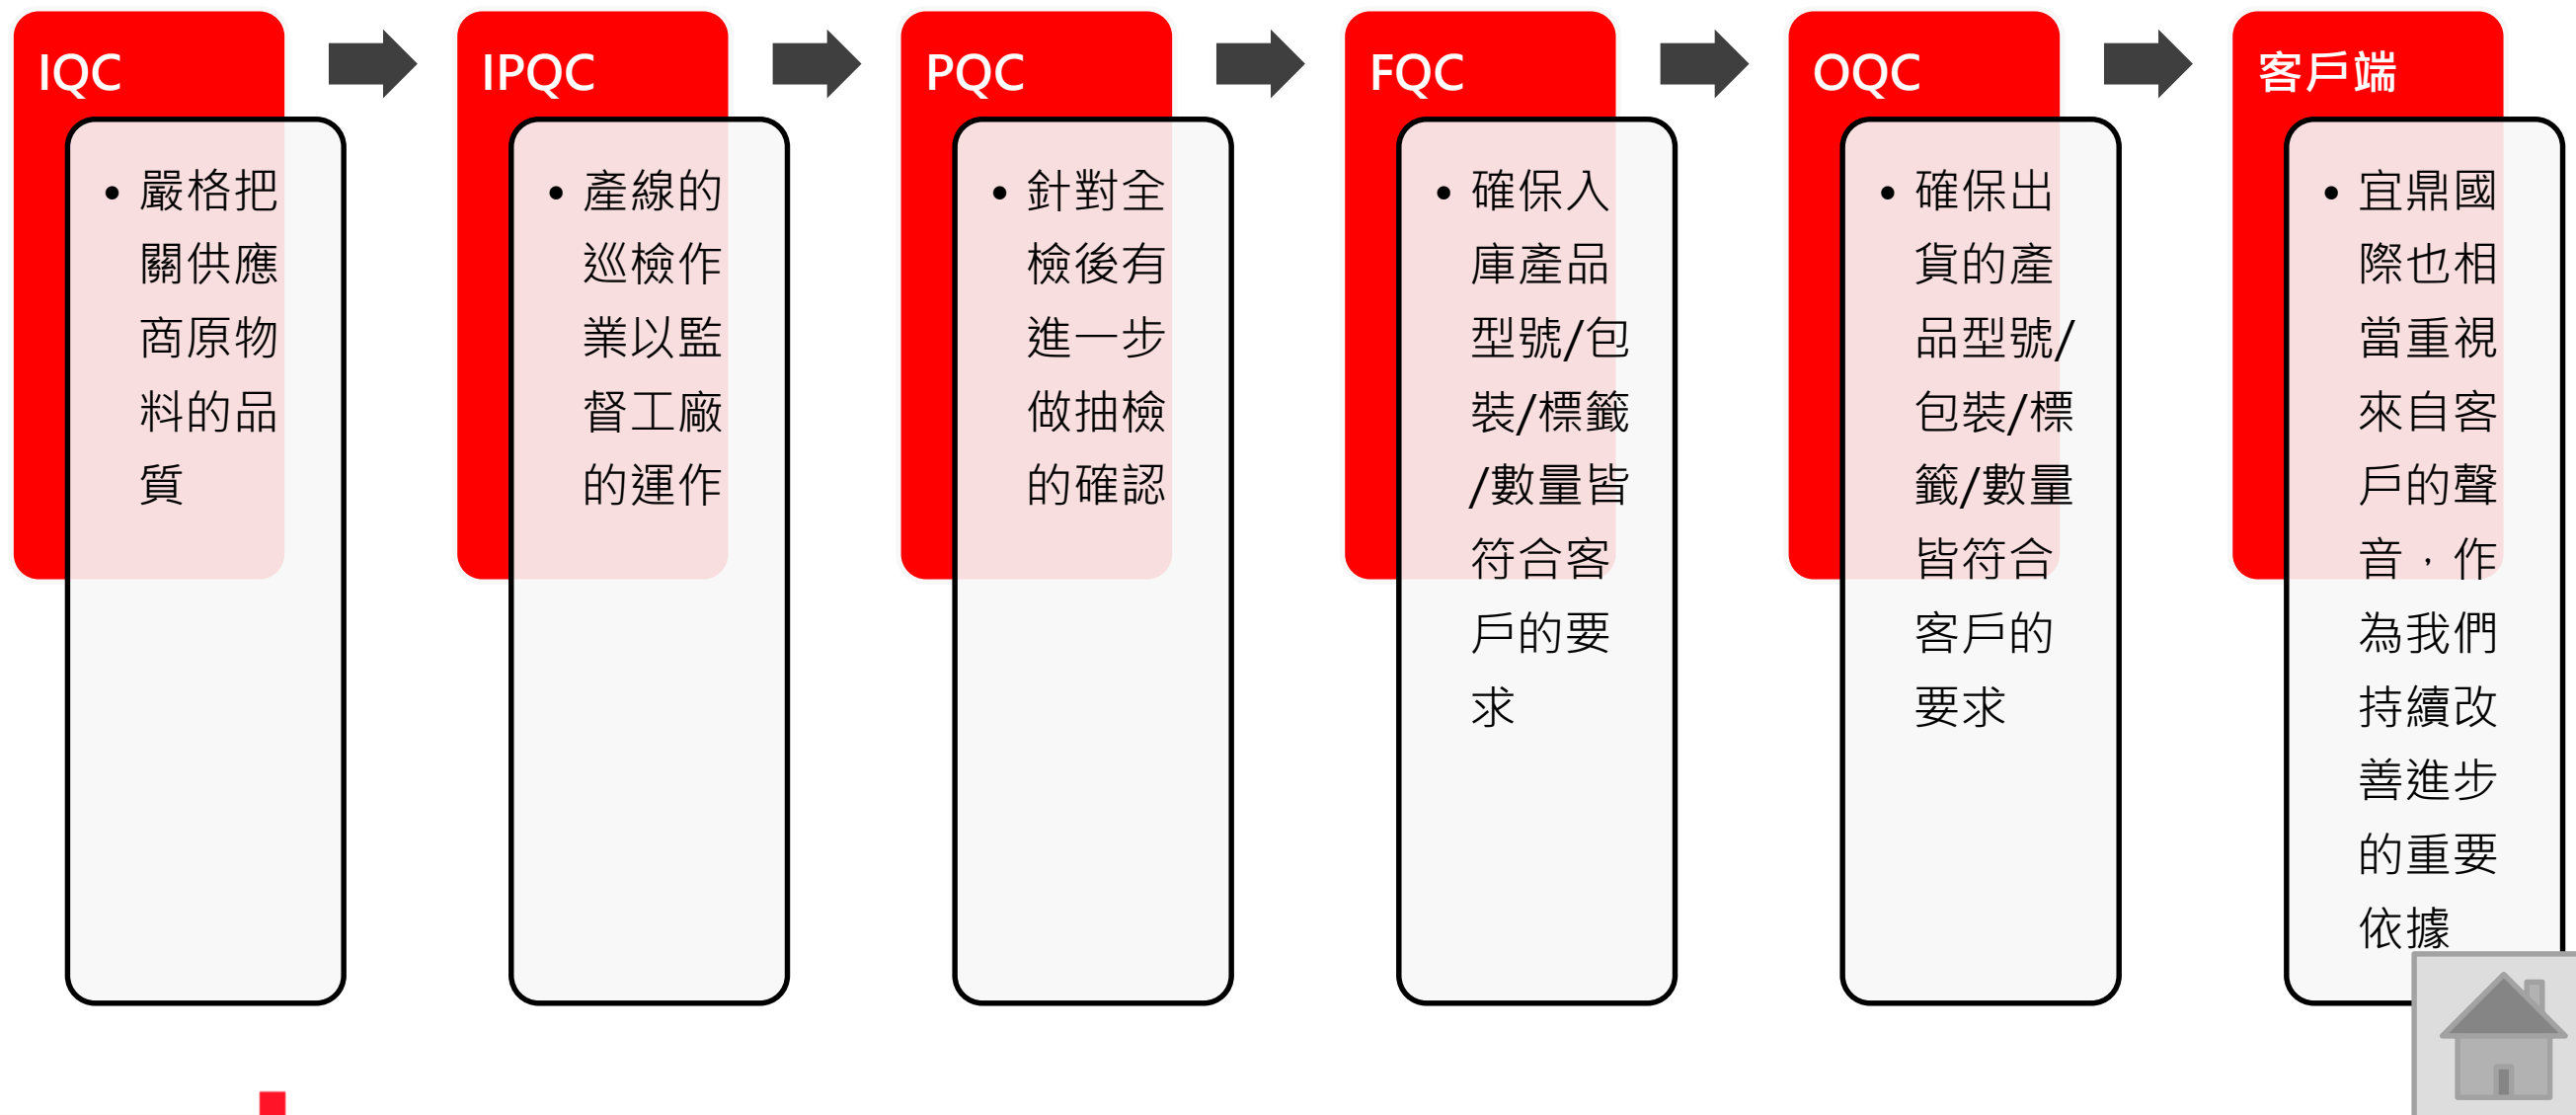 IQC
• 嚴格把
關供應
商原物
料的品
質
IPQC
• 產線的
巡檢作
業以監
督工廠
的運作
PQC
• 針對全
檢後有
進一步
做抽檢
的確認
FQC
• 確保入
庫產品
型號/包
裝/標籤
/數量皆
符合客
戶的要
求
OQC
• 確保出
貨的產
品型號/
包裝/標
籤/數量
皆符合
客戶的
要求
客戶端
• 宜鼎國
際也相
當重視
來自客
戶的聲
音，作
為我們
持續改
善進步
的重要
依據